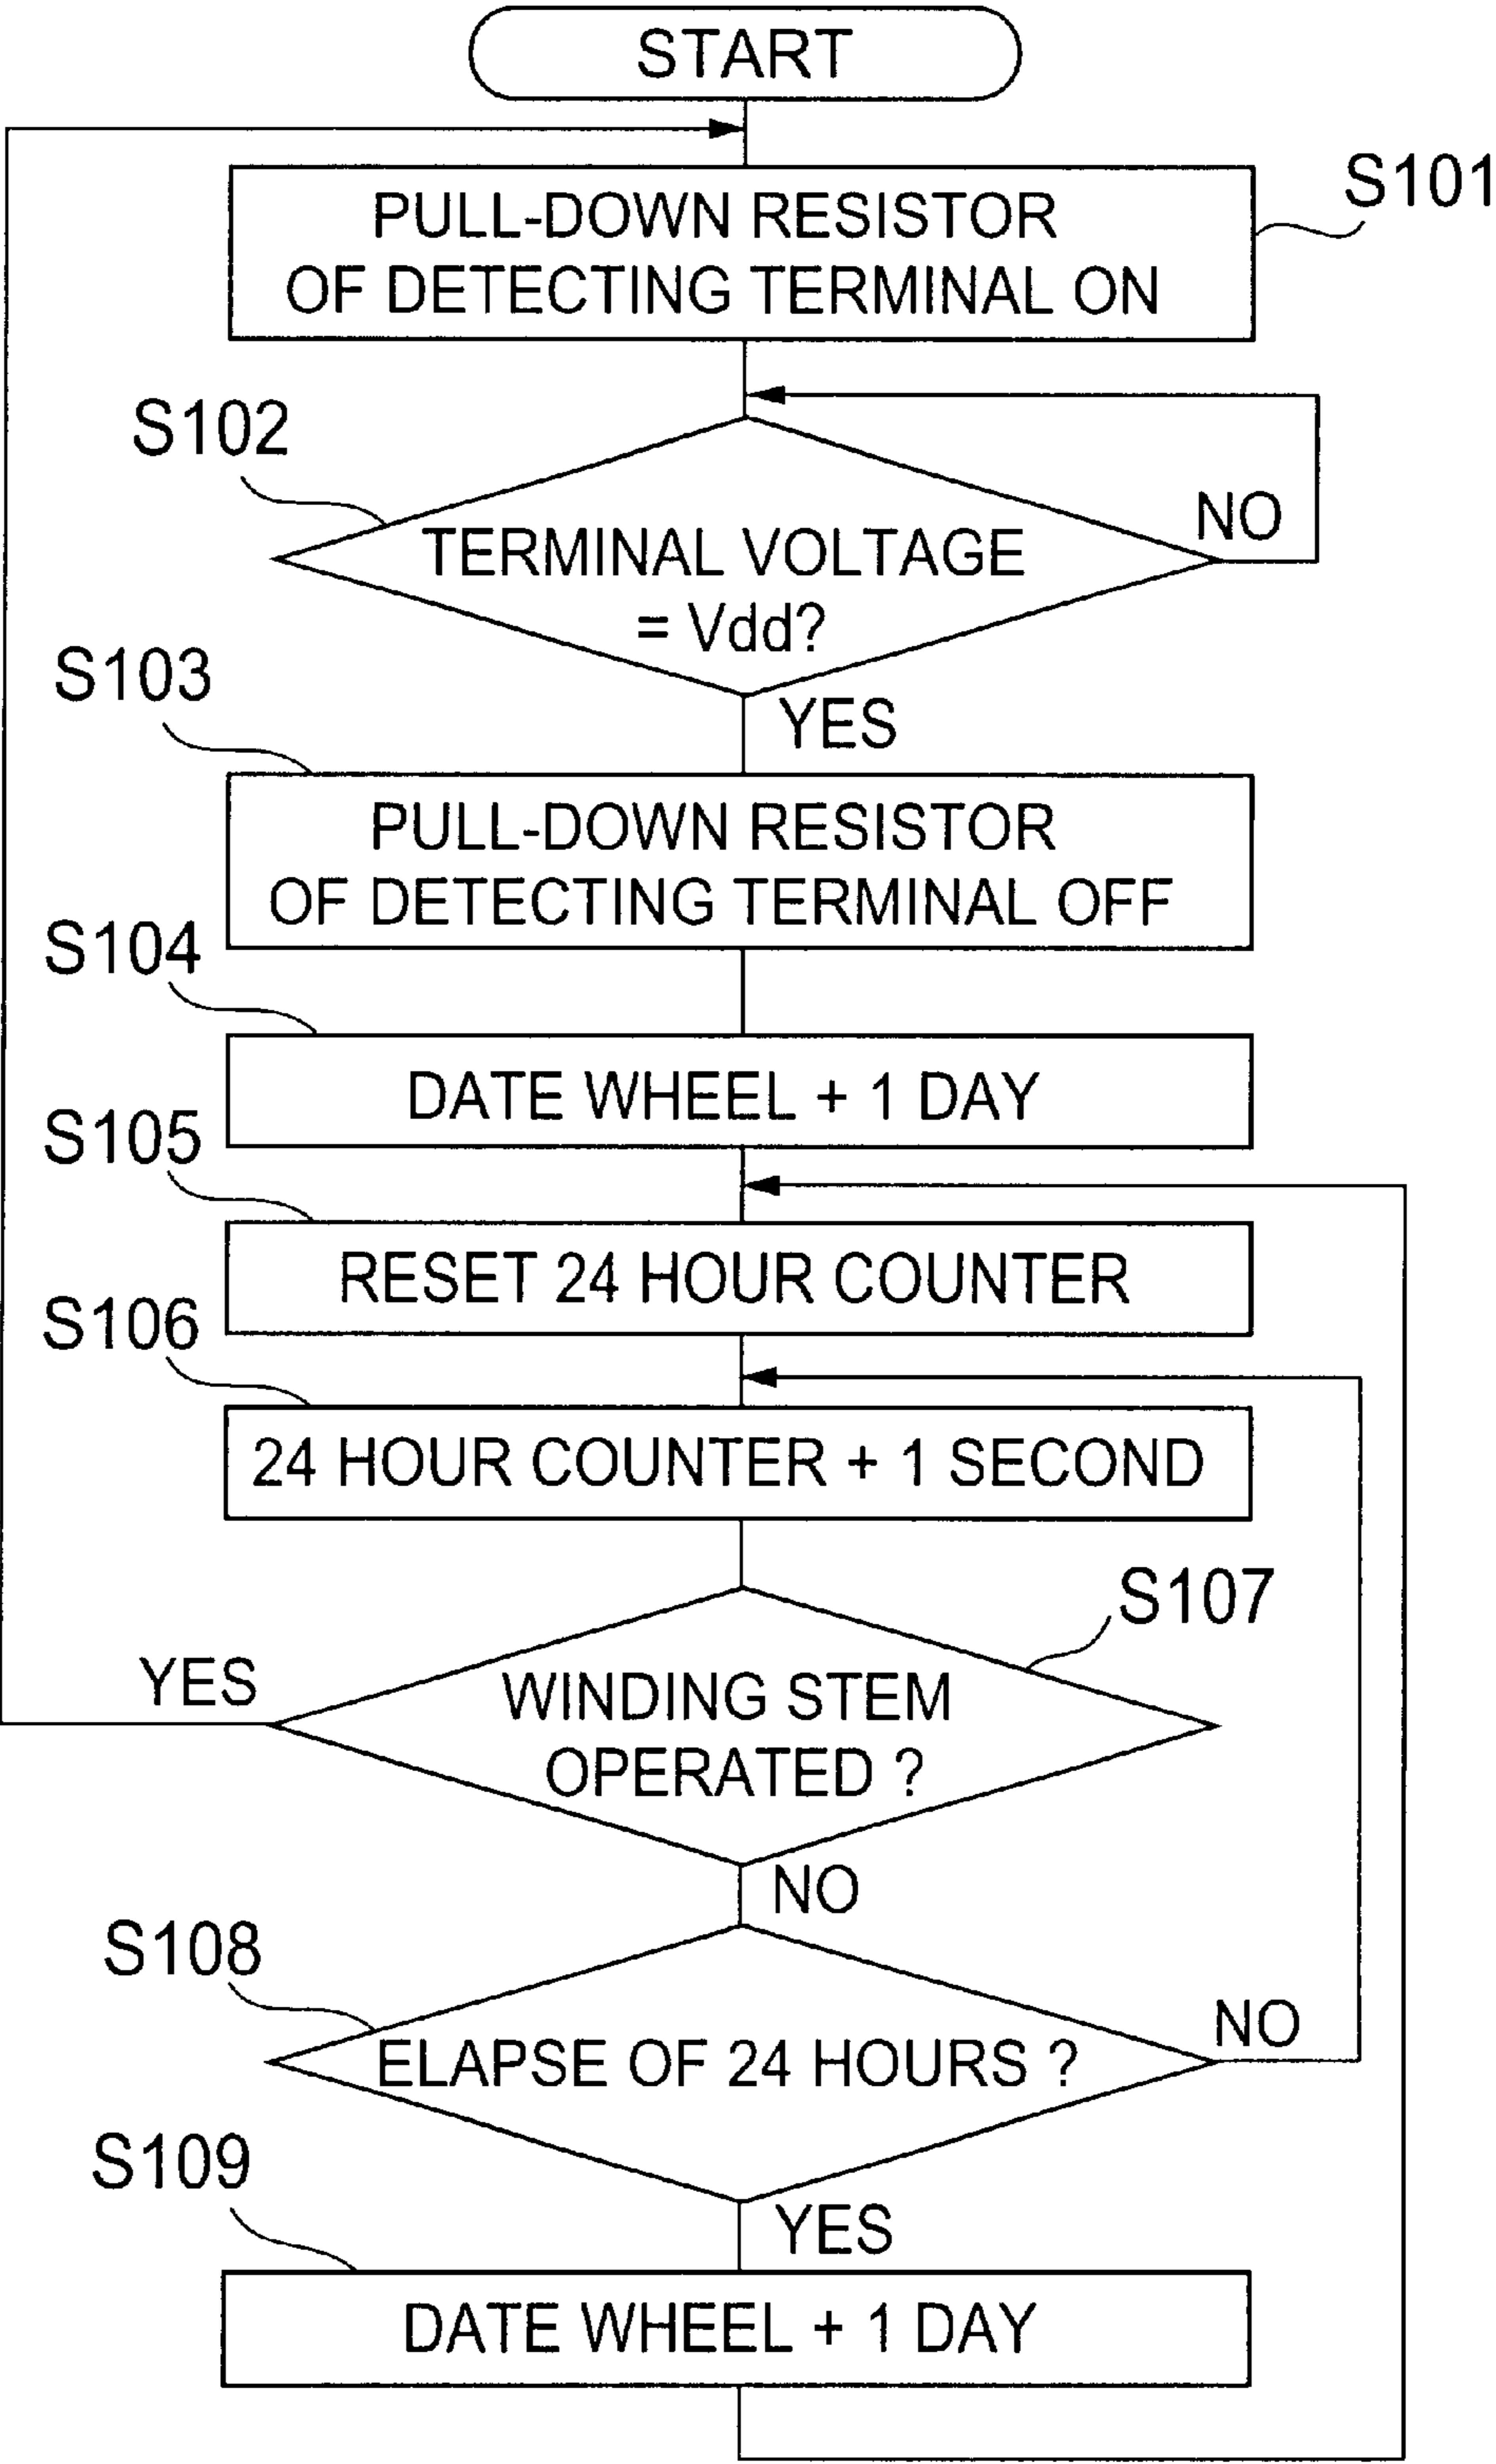 START
S101
PULL-DOWN RESISTOR
OF DETECTING TERMINAL ON
S102
NO
TERMINAL VOLTAGE
= Vdd?
YES
S103
PULL-DOWN RESISTOR
OF DETECTING TERMINAL OFF
S104
DATE WHEEL + 1 DAY
S105
RESET 24 HOUR COUNTER
S106
24 HOUR COUNTER + 1 SECOND
S107
YES
WINDING STEM
OPERATED ?
NO
S108
NO
ELAPSE OF 24 HOURS ?
S109
YES
DATE WHEEL + 1 DAY